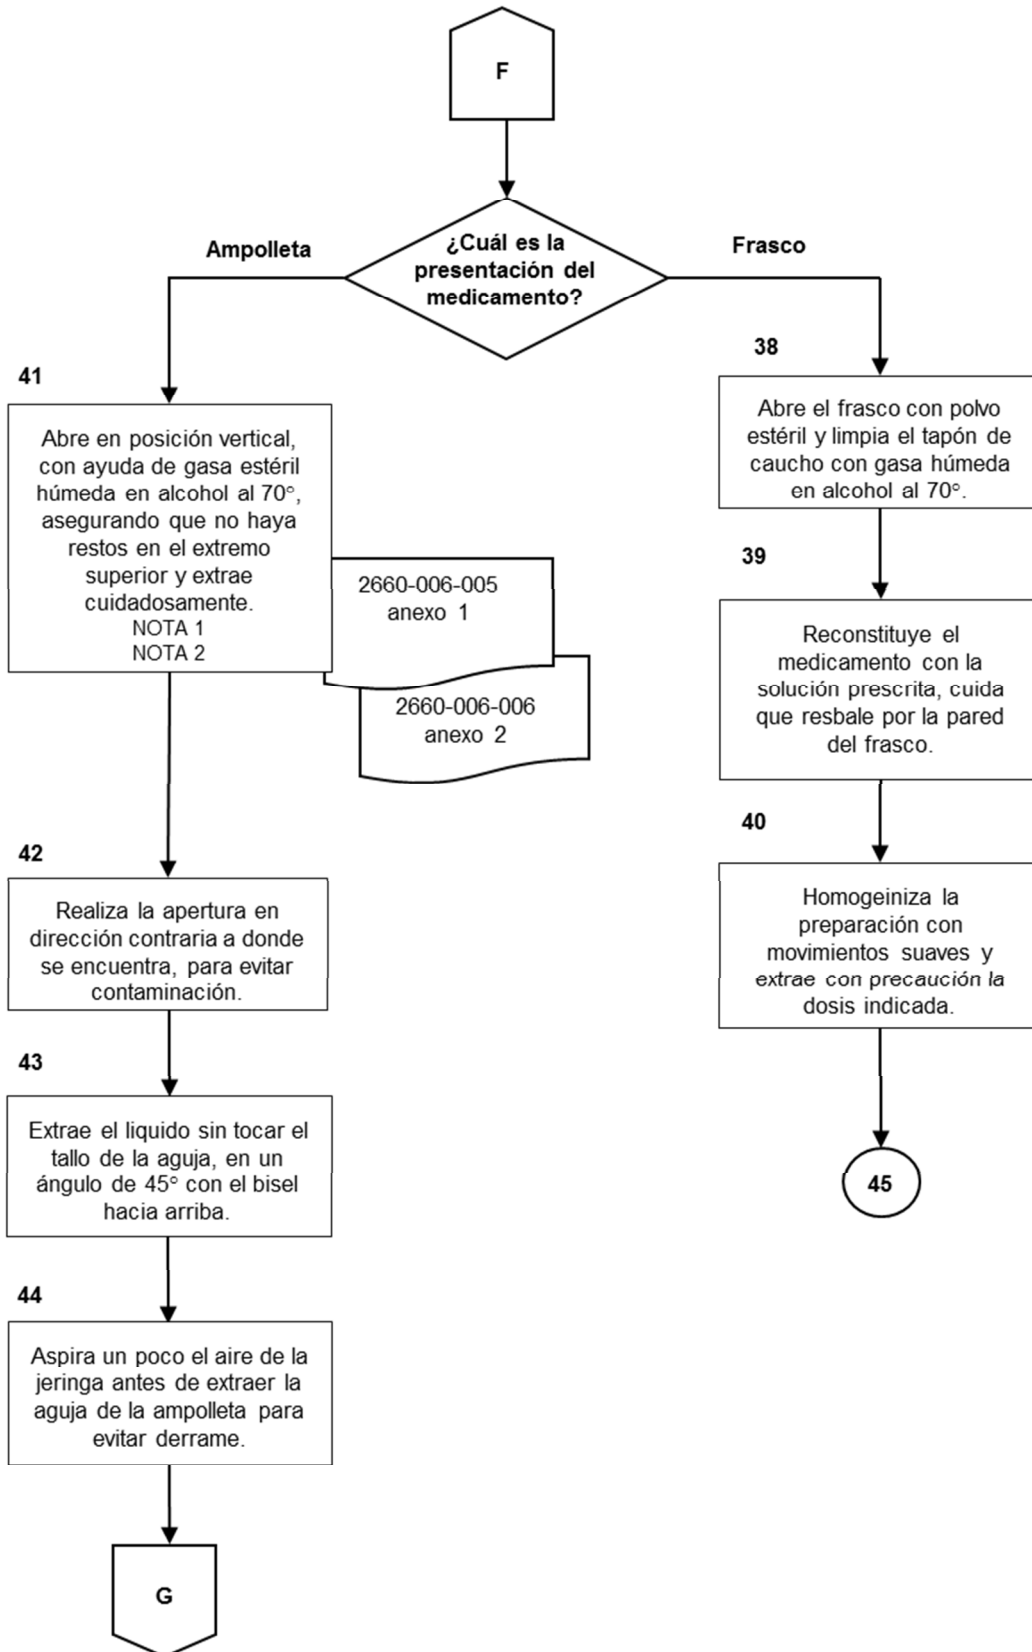 F
¿Cuál es la
presentación del
medicamento?
Ampolleta
Frasco
41
Abre en posición vertical,
con ayuda de gasa estéril
húmeda en alcohol al 70°,
asegurando que no haya
restos en el extremo
superior y extrae
cuidadosamente.
NOTA 1
NOTA 2
2660-006-005
anexo 1
2660-006-006
anexo 2
42
Realiza la apertura en
dirección contraria a donde
se encuentra, para evitar
contaminación.
43
Extrae el liquido sin tocar el
tallo de la aguja, en un
ángulo de 45° con el bisel
hacia arriba.
44
Aspira un poco el aire de la
jeringa antes de extraer la
aguja de la ampolleta para
evitar derrame.
G
38
Abre el frasco con polvo
estéril y limpia el tapón de
caucho con gasa húmeda
en alcohol al 70°.
39
Reconstituye el
medicamento con la
solución prescrita, cuida
que resbale por la pared
del frasco.
40
Homogeiniza la
preparación con
movimientos suaves y
extrae con precaución la
dosis indicada.
45